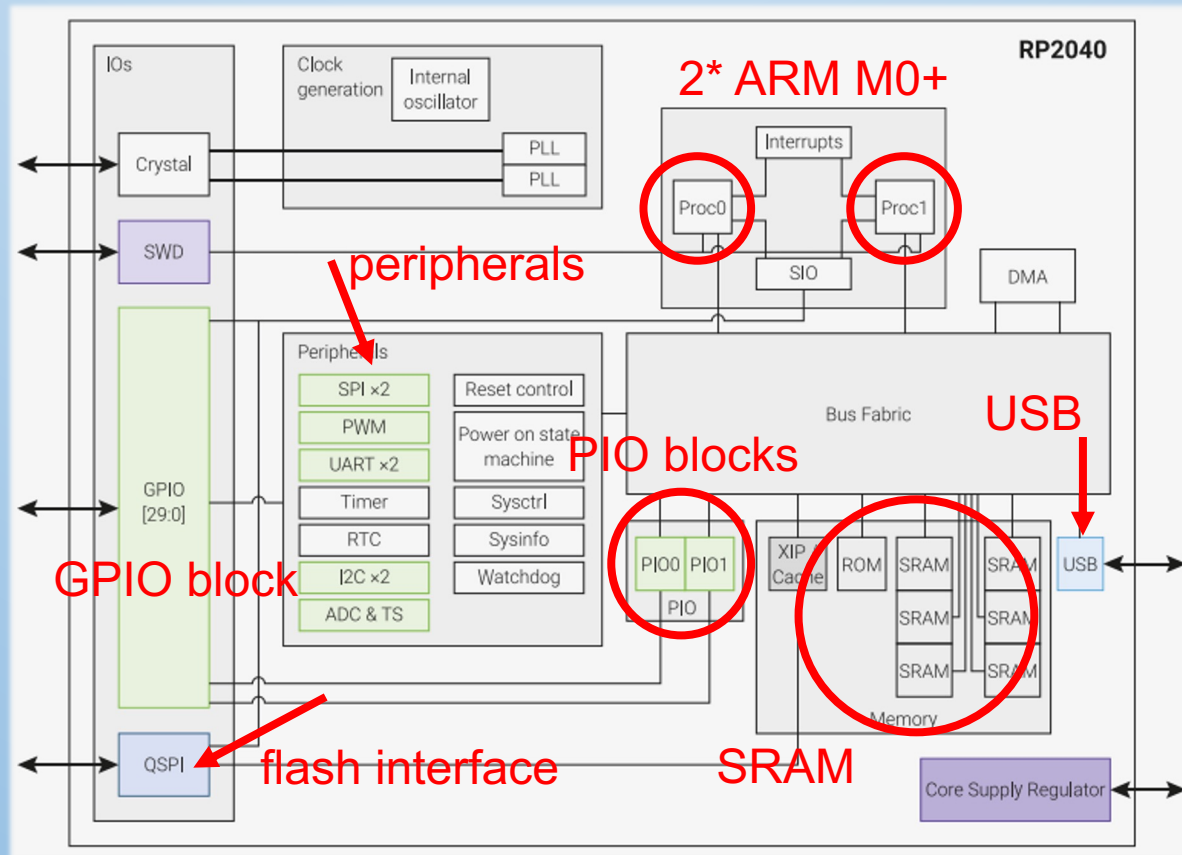 RP2040
IOs
Clock
generation
Internal
oscillator
2* ARM M0+
Interrupts
Crystal
PLL
PLL
Proc0
Proc1
SWD
peripherals
SIO
DMA
Peripherals
SPI ×2
Reset control
PWM
Power on state
machine
Bus Fabric
USB
UART ×2
PIO blocks
GPIO
[29:0]
Timer
Sysctrl
RTC
Sysinfo
GPIO block
I2C ×2
Watchdog
ADC & TS
PIO0
PIO1
PIO
XIP /
Cache
ROM
SRAM
SRAM
USB
SRAM
SRAM
SRAM
SRAM
Memory
QSPI
flash interface
SRAM
Core Supply Regulator